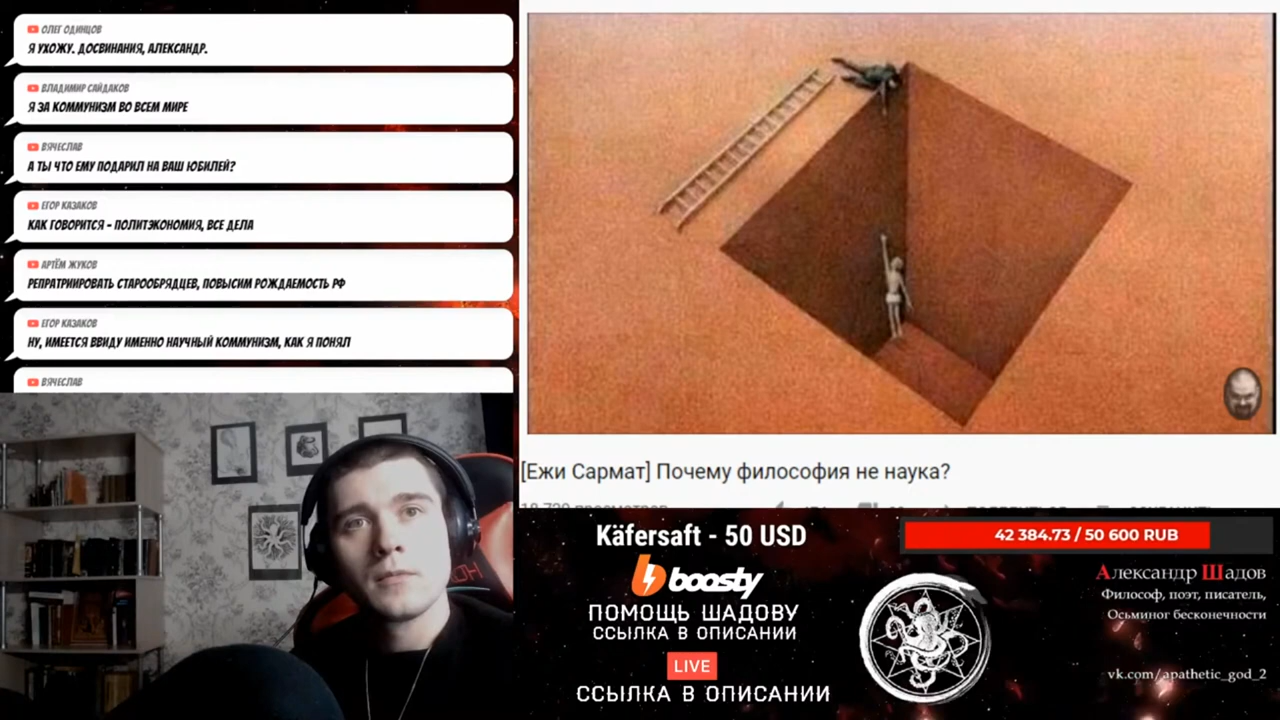 ОЛЕГ ОДИНЦОВ
Я УХОЖУ. ДОСВИНАНИЯ, АЛЕКСАНДР.
ВЛАДИМИР САЙДАКОВ
Я ЗА КОММУНИЗМ ВО ВСЕМ МИРЕ
ВЯЧЕСЛАВ
А ТЫ ЧТО ЕМУ ПОДАРИЛ НА ВАШ ЮБИЛЕЙ?
ЕГОР КАЗАКОВ
КАК ГОВОРИТСЯ - ПОЛИТЭКОНОМИЯ, ВСЕ ДЕЛА
АРТЁМ ЖУКОВ
РЕПРАТРИИРОВАТЬ СТАРООБРЯДЦЕВ, ПОВЫСИМ РОЖДАЕМОСТЬ РФ
ЕГОР КАЗАКОВ
НУ, ИМЕЕТСЯ ВВИДУ ИМЕННО НАУЧНЫЙ КОММУНИЗМ, КАК Я ПОНЯЛ
ВЯЧЕСЛАВ
[Ежи Сармат] Почему философия не наука?
Käfersaft - 50 USD
boosty
ПОМОЩЬ ШАДОВУ
ССЫЛКА В ОПИСАНИИ
LIVE
ССЫЛКА В ОПИСАНИИ
42 384.73 / 50 600 RUB
Александр Шадов
Философ, поэт, писатель,
Осьминог бесконечности
vk.com/apathetic_god_2